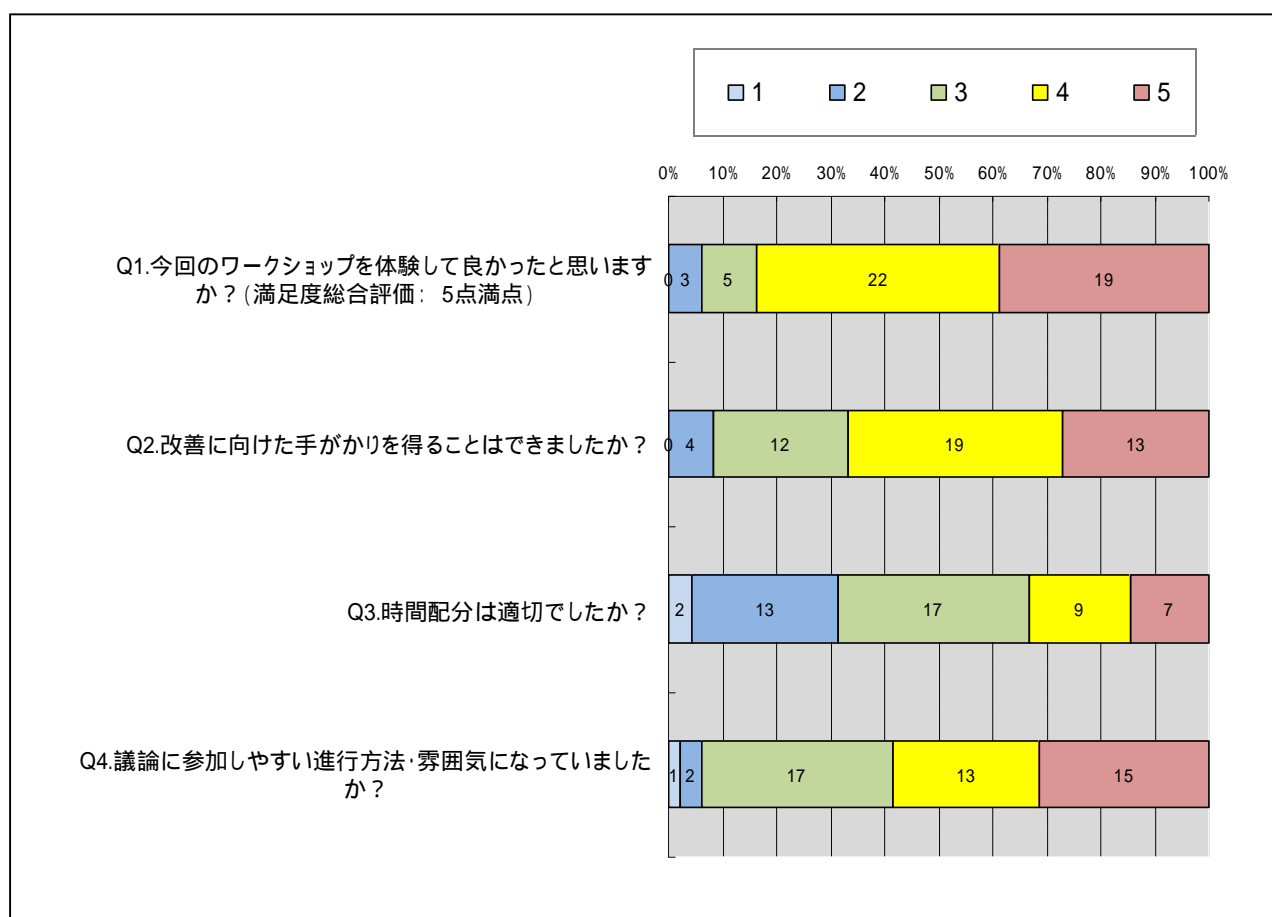 1 2 3 4 5
0% 10% 20% 30% 40% 50% 60% 70% 80% 90% 100%
Q1.今回のワークショップを体験して良かったと思います
か？(満足度総合評価： 5点満点)
0 3 5 22 19
Q2.改善に向けた手がかりを得ることはできましたか？
0 4 12 19 13
Q3.時間配分は適切でしたか？
2 13 17 9 7
Q4.議論に参加しやすい進行方法･雰囲気になっていました
か？
1 2 17 13 15